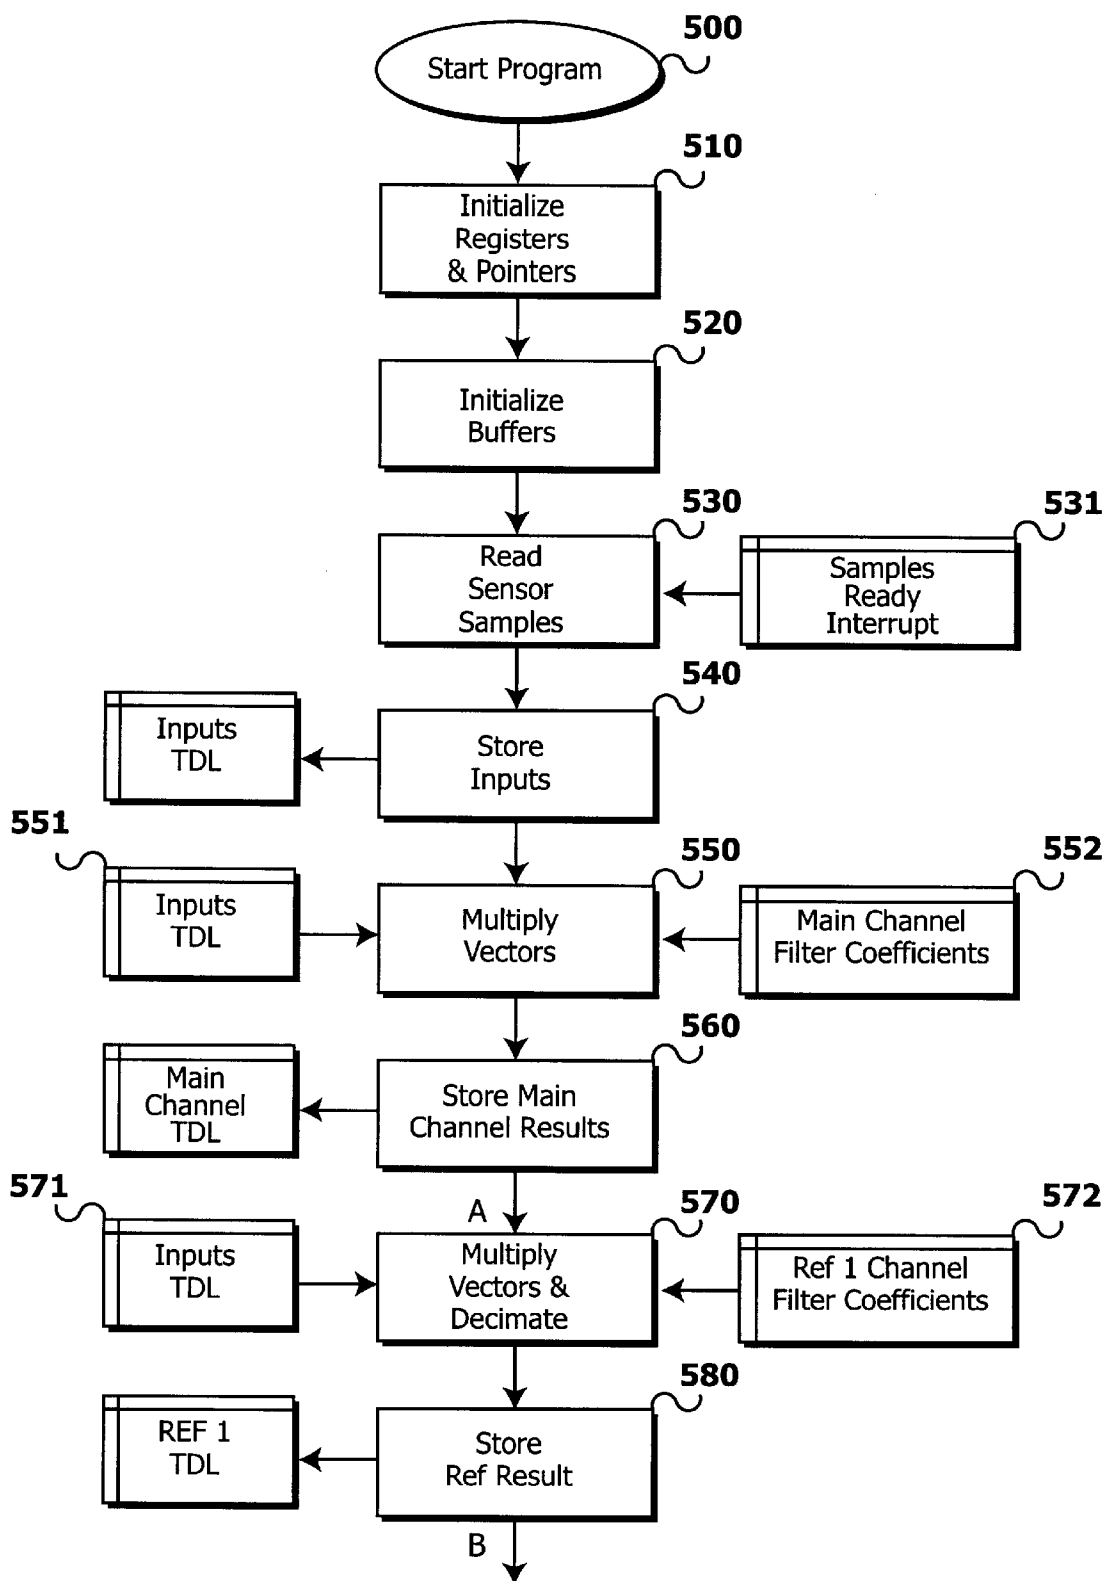 500
Start Program
510
Initialize
Registers
& Pointers
520
Initialize
Buffers
530
Read
Sensor
Samples
531
Samples
Ready
Interrupt
540
Store
Inputs
Inputs
TDL
551
Inputs
TDL
550
Multiply
Vectors
552
Main Channel
Filter Coefficients
560
Store Main
Channel Results
Main
Channel
TDL
A
571
Inputs
TDL
570
Multiply
Vectors &
Decimate
572
Ref 1 Channel
Filter Coefficients
580
Store
Ref Result
REF 1
TDL
B